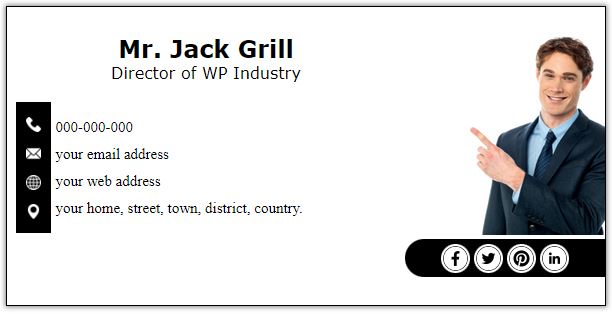 Mr. Jack Grill
Director of WP Industry
000-000-000
your email address
your web address
your home, street, town, district, country.